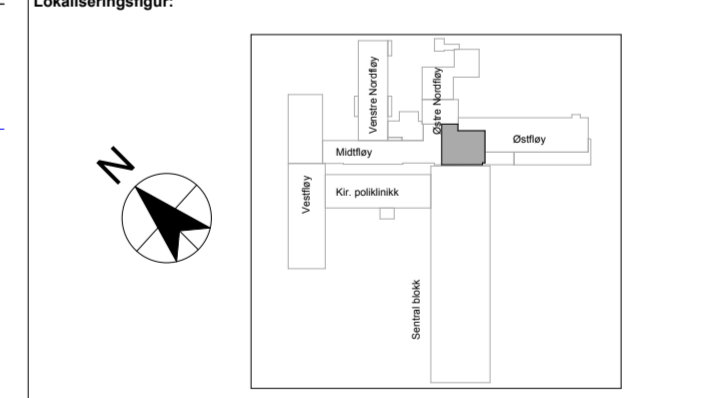 Lokaliseringsfigur:
N
Venstre Nordfløy
Østre Nordfløy
Østfløy
Midtfløy
Vestfløy
Kir. poliklinikk
Sentral blokk